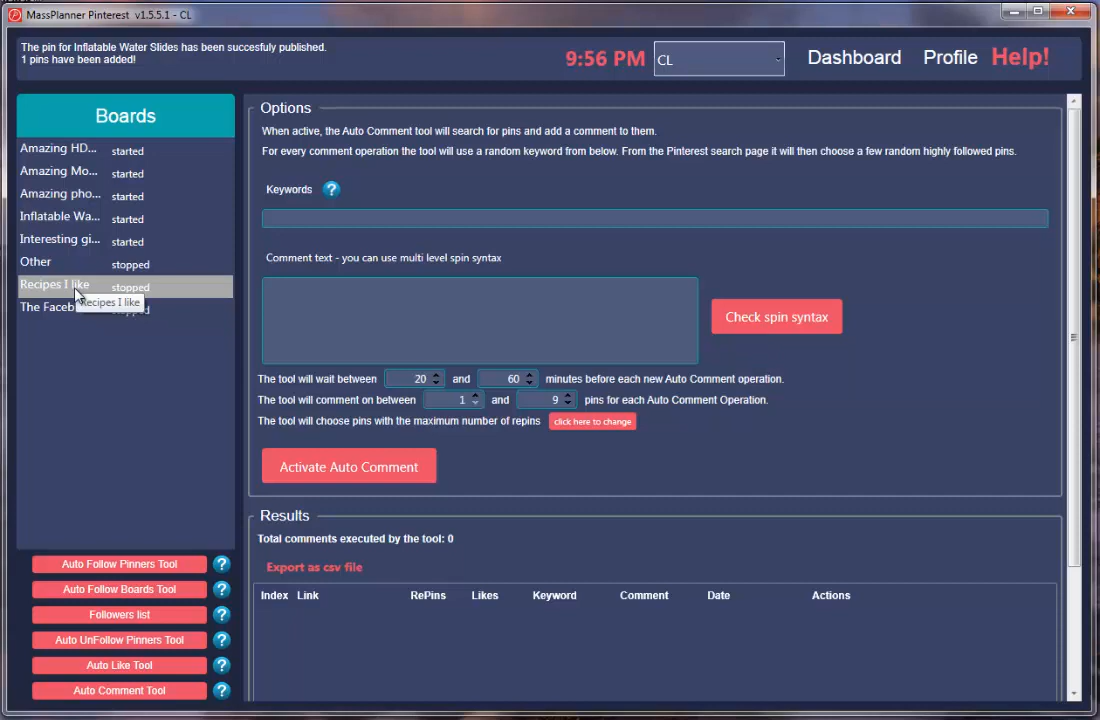 MassPlanner Pinterest v1.5.5.1 - CL
The pin for Inflatable Water Slides has been succesfuly published.
1 pins have been added!
9:56 PM
CL
Dashboard
Profile
Help!
Boards
Amazing HD... started
Amazing Mo... started
Amazing pho... started
Inflatable Wa... started
Interesting gi... started
Other stopped
Recipes I like stopped
Recipes I like
The Faceb stopped
Auto Follow Pinners Tool ?
Auto Follow Boards Tool ?
Followers list ?
Auto UnFollow Pinners Tool ?
Auto Like Tool ?
Auto Comment Tool ?
Options
When active, the Auto Comment tool will search for pins and add a comment to them.
For every comment operation the tool will use a random keyword from below. From the Pinterest search page it will then choose a few random highly followed pins.
Keywords ?
Comment text - you can use multi level spin syntax
Check spin syntax
The tool will wait between 20 and 60 minutes before each new Auto Comment operation.
The tool will comment on between 1 and 9 pins for each Auto Comment Operation.
The tool will choose pins with the maximum number of repins click here to change
Activate Auto Comment
Results
Total comments executed by the tool: 0
Export as csv file
Index Link RePins Likes Keyword Comment Date Actions